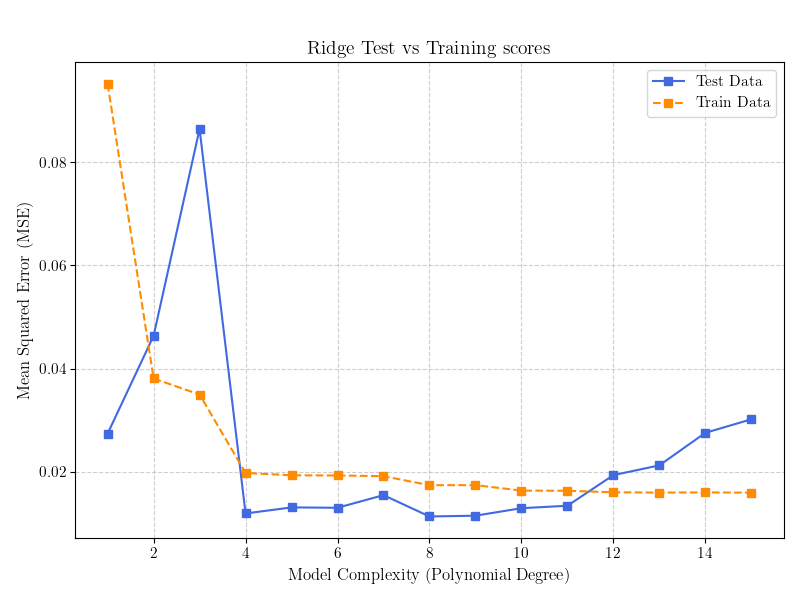 Ridge Test vs Training scores
Test Data
Train Data
Mean Squared Error (MSE)
0.08
0.06
0.04
0.02
2 4 6 8 10 12 14
Model Complexity (Polynomial Degree)